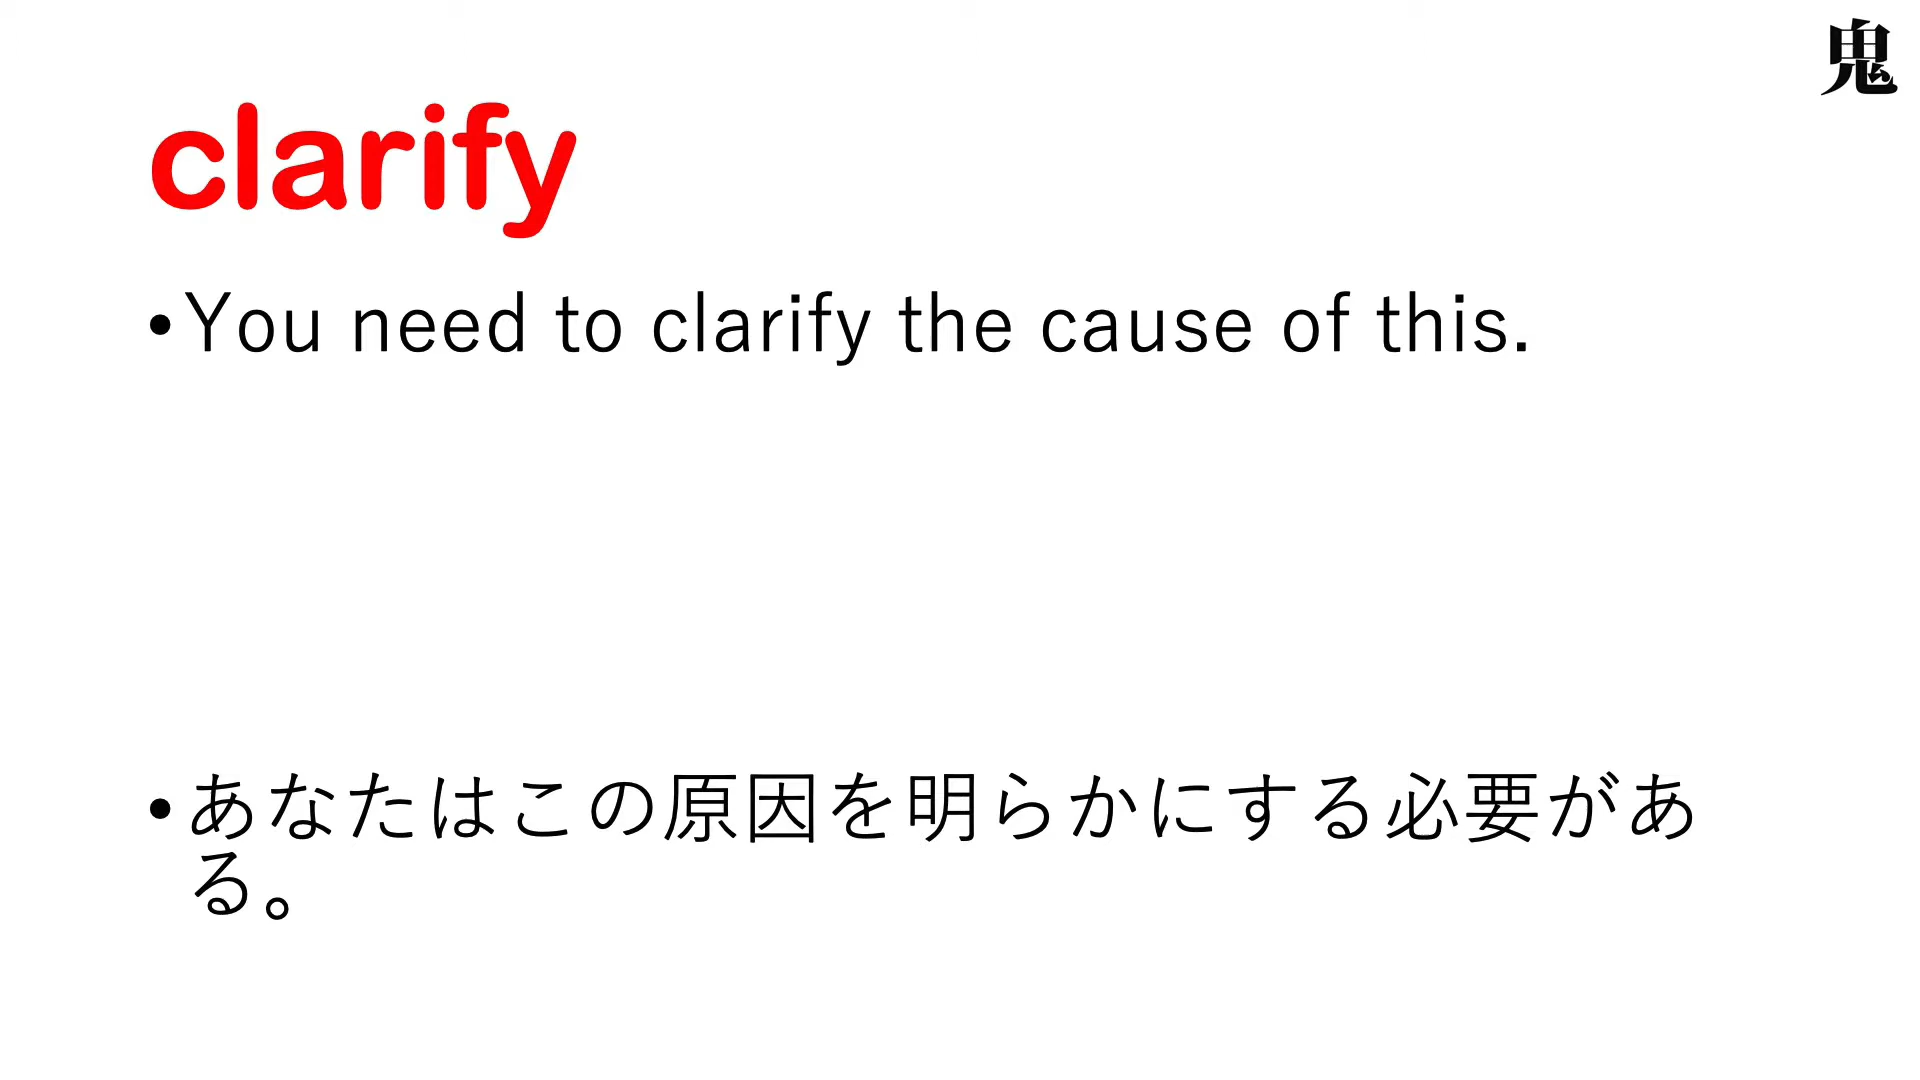 鬼
clarify
•You need to clarify the cause of this.
•あなたはこの原因を明らかにする必要があ
る。